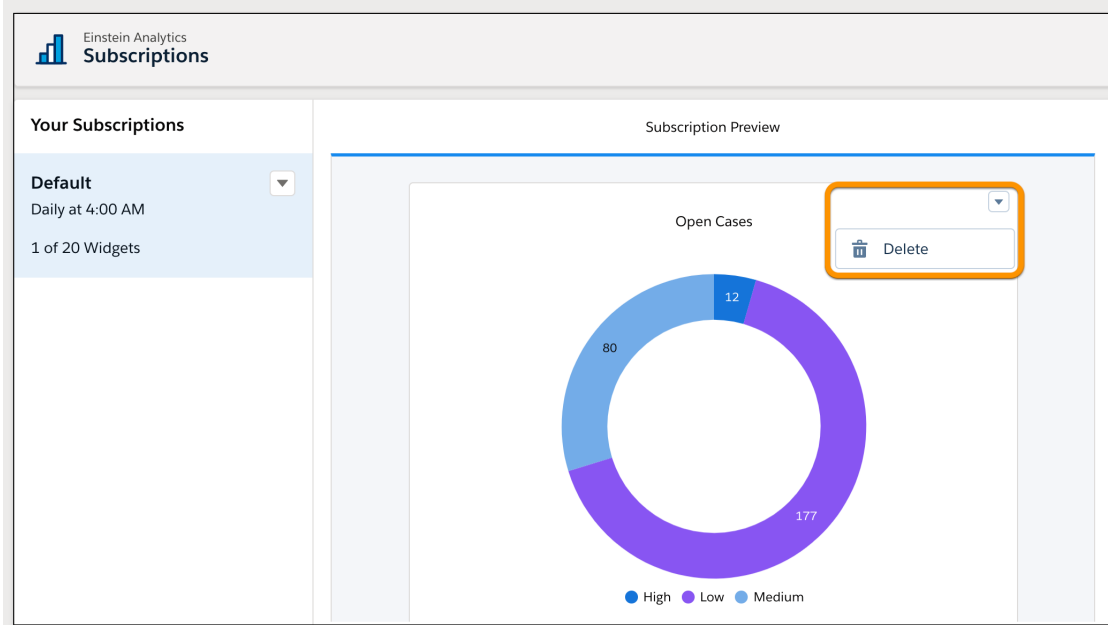 Einstein Analytics
Subscriptions
Your Subscriptions
Default
Daily at 4:00 AM
1 of 20 Widgets
Subscription Preview
Open Cases
Delete
12
80
177
High Low Medium